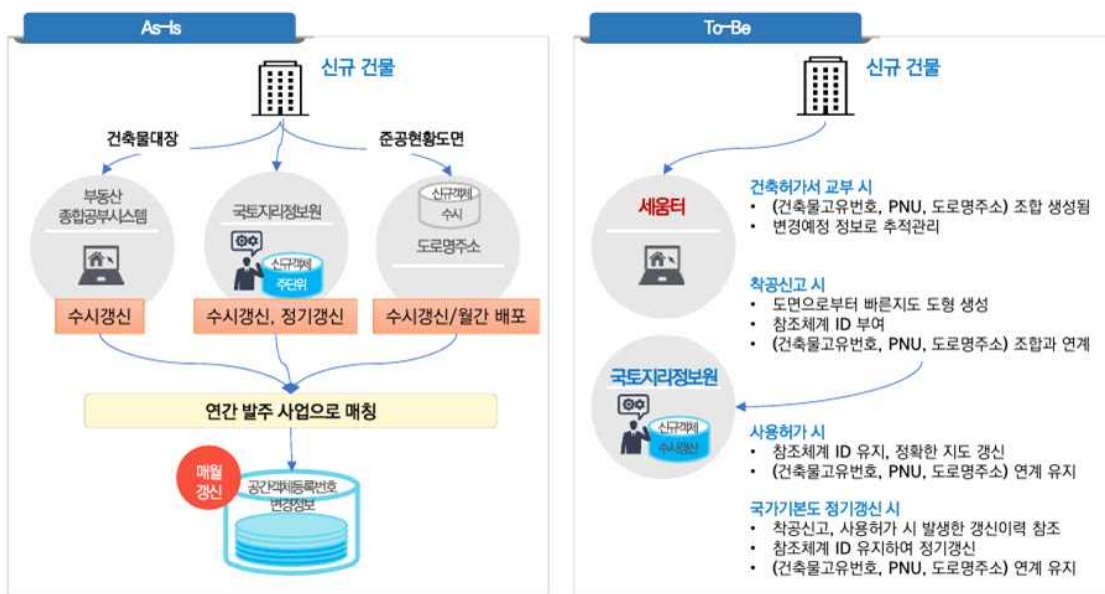 As-Is
신규 건물
건축물대장
준공현황도면
부동산
종합공부시스템
국토지리정보원
신규객체
주단위
신규객체
수시
도로명주소
수시갱신
수시갱신, 정기갱신
수시갱신/월간 배포
연간 발주 사업으로 매칭
매월
갱신
공간객체등록번호
변경정보
To-Be
신규 건물
세움터
건축허가서 교부 시
• (건축물고유번호, PNU, 도로명주소) 조합 생성됨
• 변경예정 정보로 추적관리
착공신고 시
• 도면으로부터 빠른지도 도형 생성
• 참조체계 ID 부여
• (건축물고유번호, PNU, 도로명주소) 조합과 연계
국토지리정보원
신규객체
수시갱신
사용허가 시
• 참조체계 ID 유지, 정확한 지도 갱신
• (건축물고유번호, PNU, 도로명주소) 연계 유지
국가기본도 정기갱신 시
• 착공신고, 사용허가 시 발생한 갱신이력 참조
• 참조체계 ID 유지하여 정기갱신
• (건축물고유번호, PNU, 도로명주소) 연계 유지